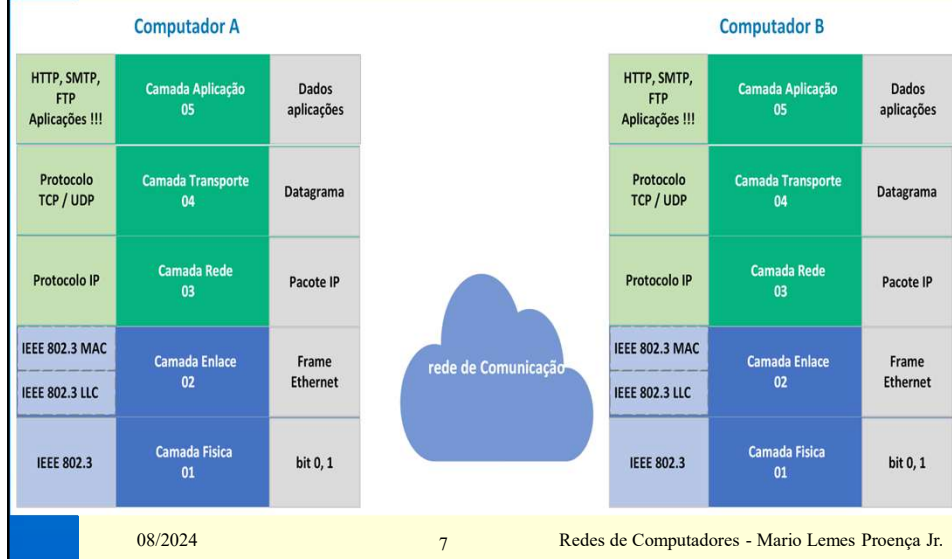 Computador A
HTTP, SMTP,
FTP
Aplicações !!!
Camada Aplicação
05
Dados
aplicações
Protocolo
TCP / UDP
Camada Transporte
04
Datagrama
Protocolo IP
Camada Rede
03
Pacote IP
IEEE 802.3 MAC
IEEE 802.3 LLC
Camada Enlace
02
Frame
Ethernet
IEEE 802.3
Camada Fisica
01
bit 0, 1
rede de Comunicação
Computador B
HTTP, SMTP,
FTP
Aplicações !!!
Camada Aplicação
05
Dados
aplicações
Protocolo
TCP / UDP
Camada Transporte
04
Datagrama
Protocolo IP
Camada Rede
03
Pacote IP
IEEE 802.3 MAC
IEEE 802.3 LLC
Camada Enlace
02
Frame
Ethernet
IEEE 802.3
Camada Fisica
01
bit 0, 1
08/2024
7
Redes de Computadores - Mario Lemes Proença Jr.